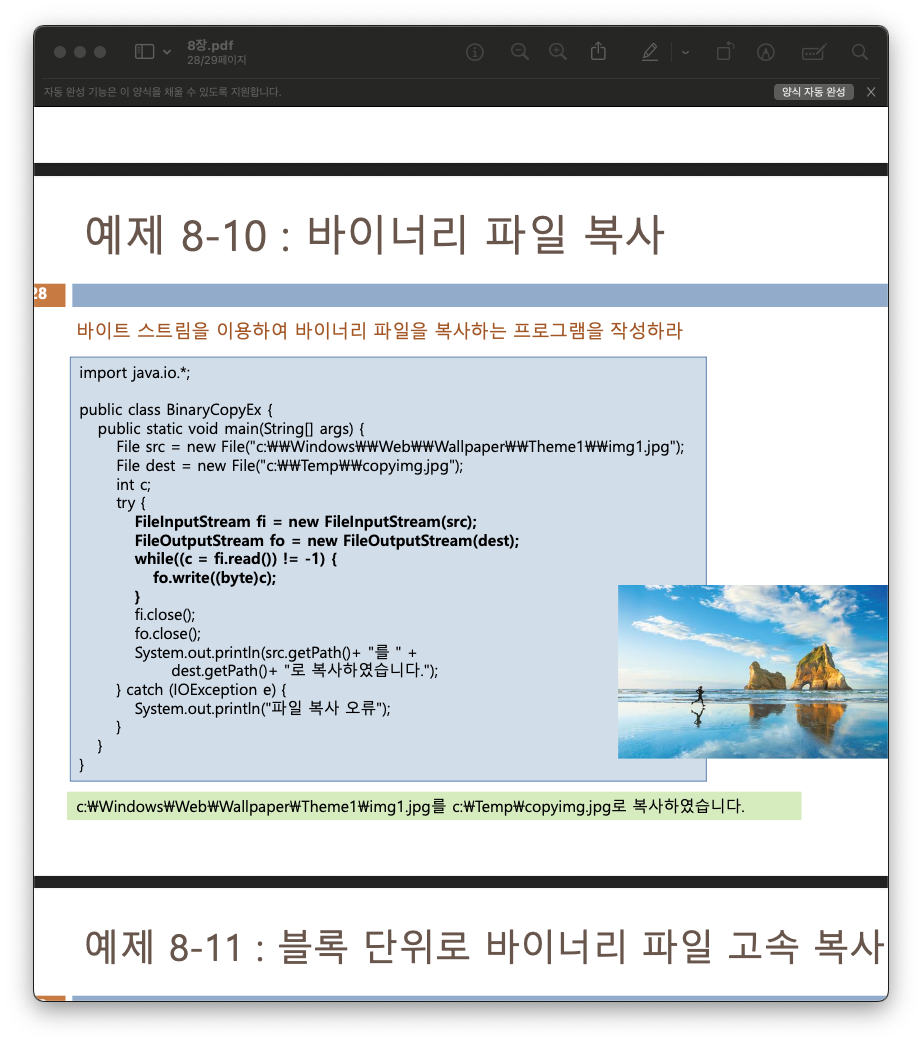 8장.pdf
28/29페이지
자동 완성 기능은 이 양식을 채울 수 있도록 지원합니다.
양식 자동 완성
예제 8-10 : 바이너리 파일 복사
28
바이트 스트림을 이용하여 바이너리 파일을 복사하는 프로그램을 작성하라
import java.io.*;
public class BinaryCopyEx {
public static void main(String[] args) {
File src = new File("c:₩₩Windows₩₩Web₩₩Wallpaper₩₩Theme1₩₩img1.jpg");
File dest = new File("c:₩₩Temp₩₩copyimg.jpg");
int c;
try {
FileInputStream fi = new FileInputStream(src);
FileOutputStream fo = new FileOutputStream(dest);
while((c = fi.read()) != -1) {
fo.write((byte)c);
}
fi.close();
fo.close();
System.out.println(src.getPath()+ "를 " +
dest.getPath()+ "로 복사하였습니다.");
} catch (IOException e) {
System.out.println("파일 복사 오류");
}
}
}
c:₩Windows₩Web₩Wallpaper₩Theme1₩img1.jpg를 c:₩Temp₩copyimg.jpg로 복사하였습니다.
예제 8-11 : 블록 단위로 바이너리 파일 고속 복사